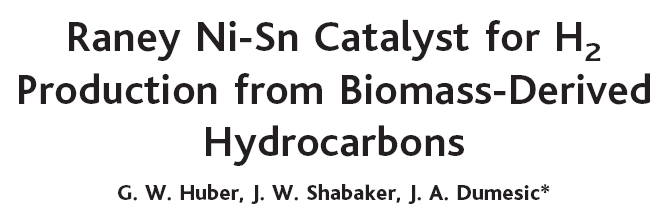 Raney Ni-Sn Catalyst for H₂
Production from Biomass-Derived
Hydrocarbons
G. W. Huber, J. W. Shabaker, J. A. Dumesic*